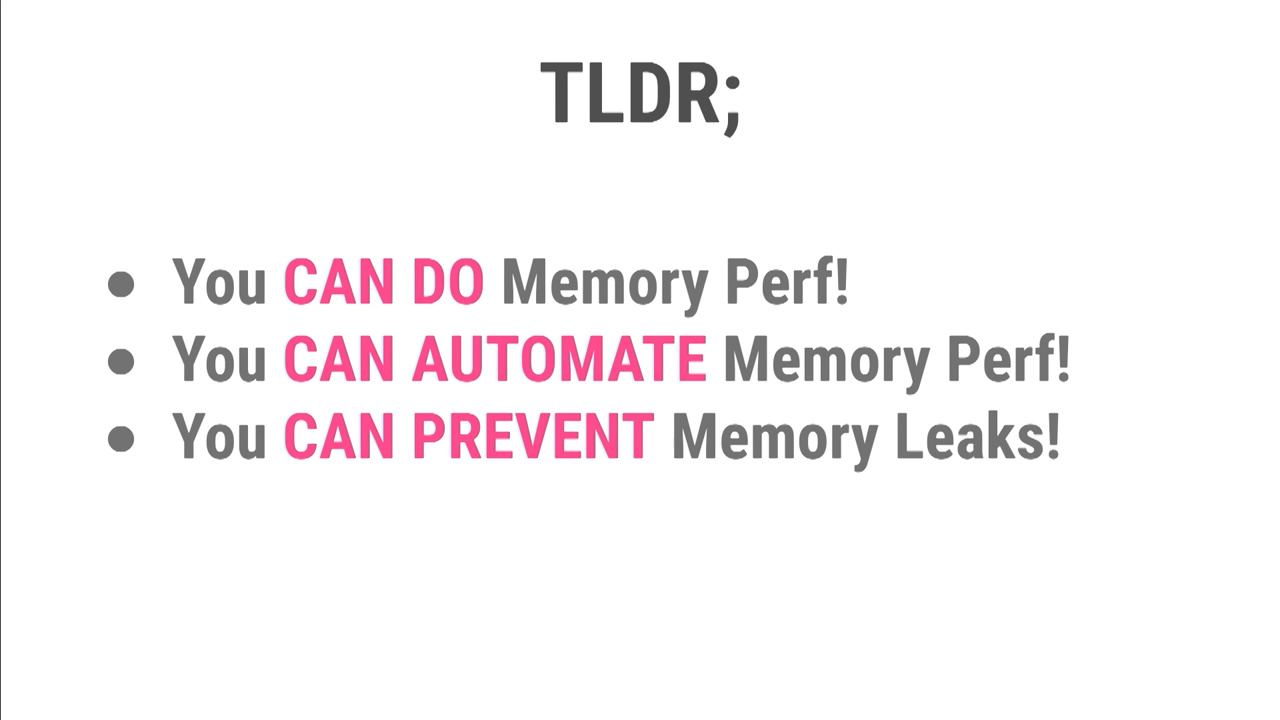 TLDR;
● You CAN DO Memory Perf!
● You CAN AUTOMATE Memory Perf!
● You CAN PREVENT Memory Leaks!